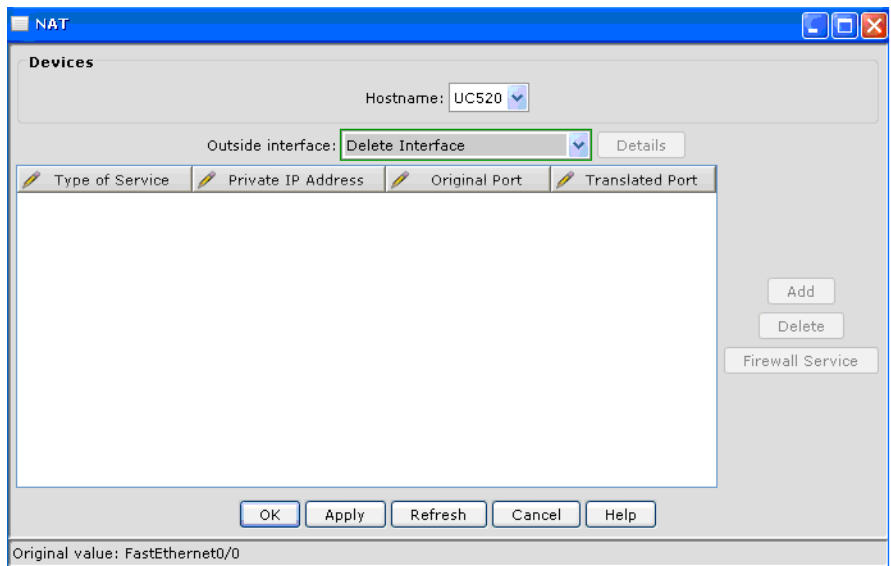 NAT
Devices
Hostname: UC520
Outside interface: Delete Interface Details
Type of Service Private IP Address Original Port Translated Port
Add
Delete
Firewall Service
OK Apply Refresh Cancel Help
Original value: FastEthernet0/0